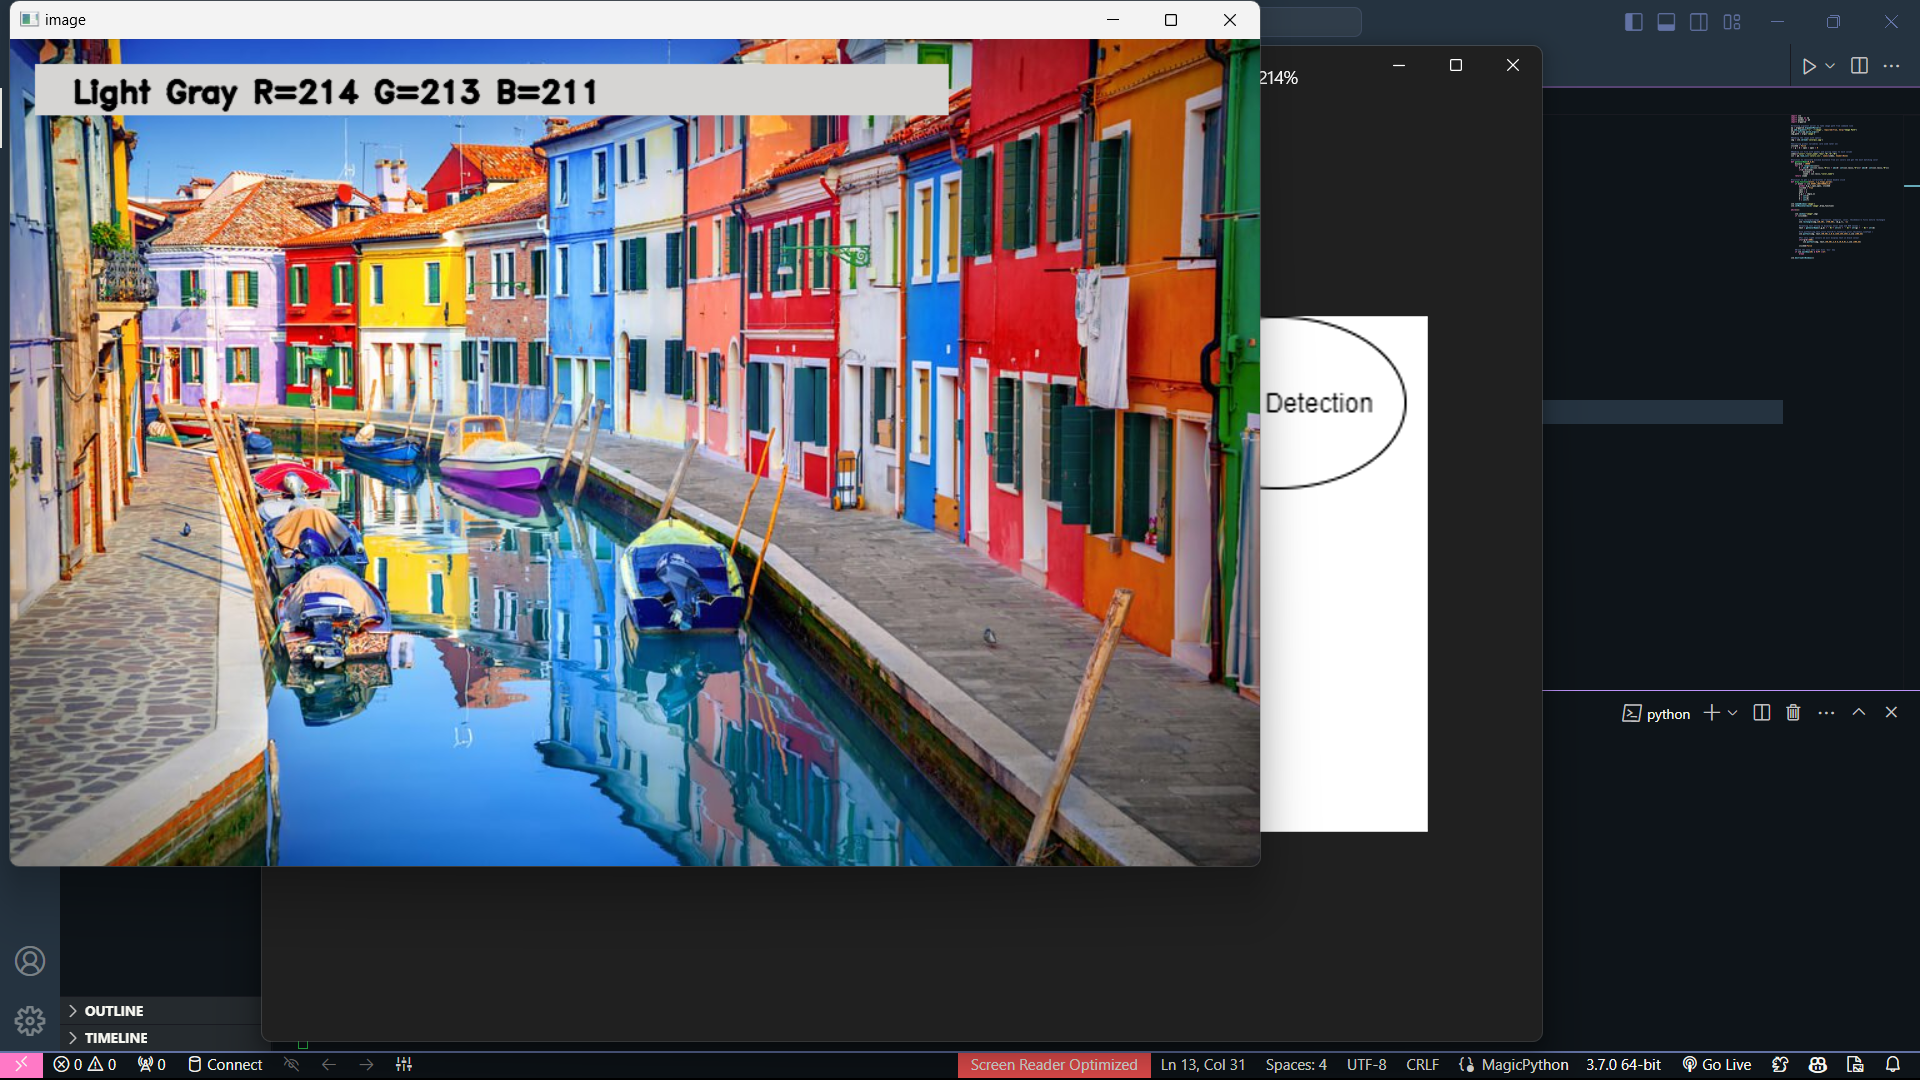 image
Light Gray R=214 G=213 B=211
214%
Detection
python
OUTLINE
TIMELINE
0 0 0 Connect Screen Reader Optimized Ln 13, Col 31 Spaces: 4 UTF-8 CRLF MagicPython 3.7.0 64-bit Go Live